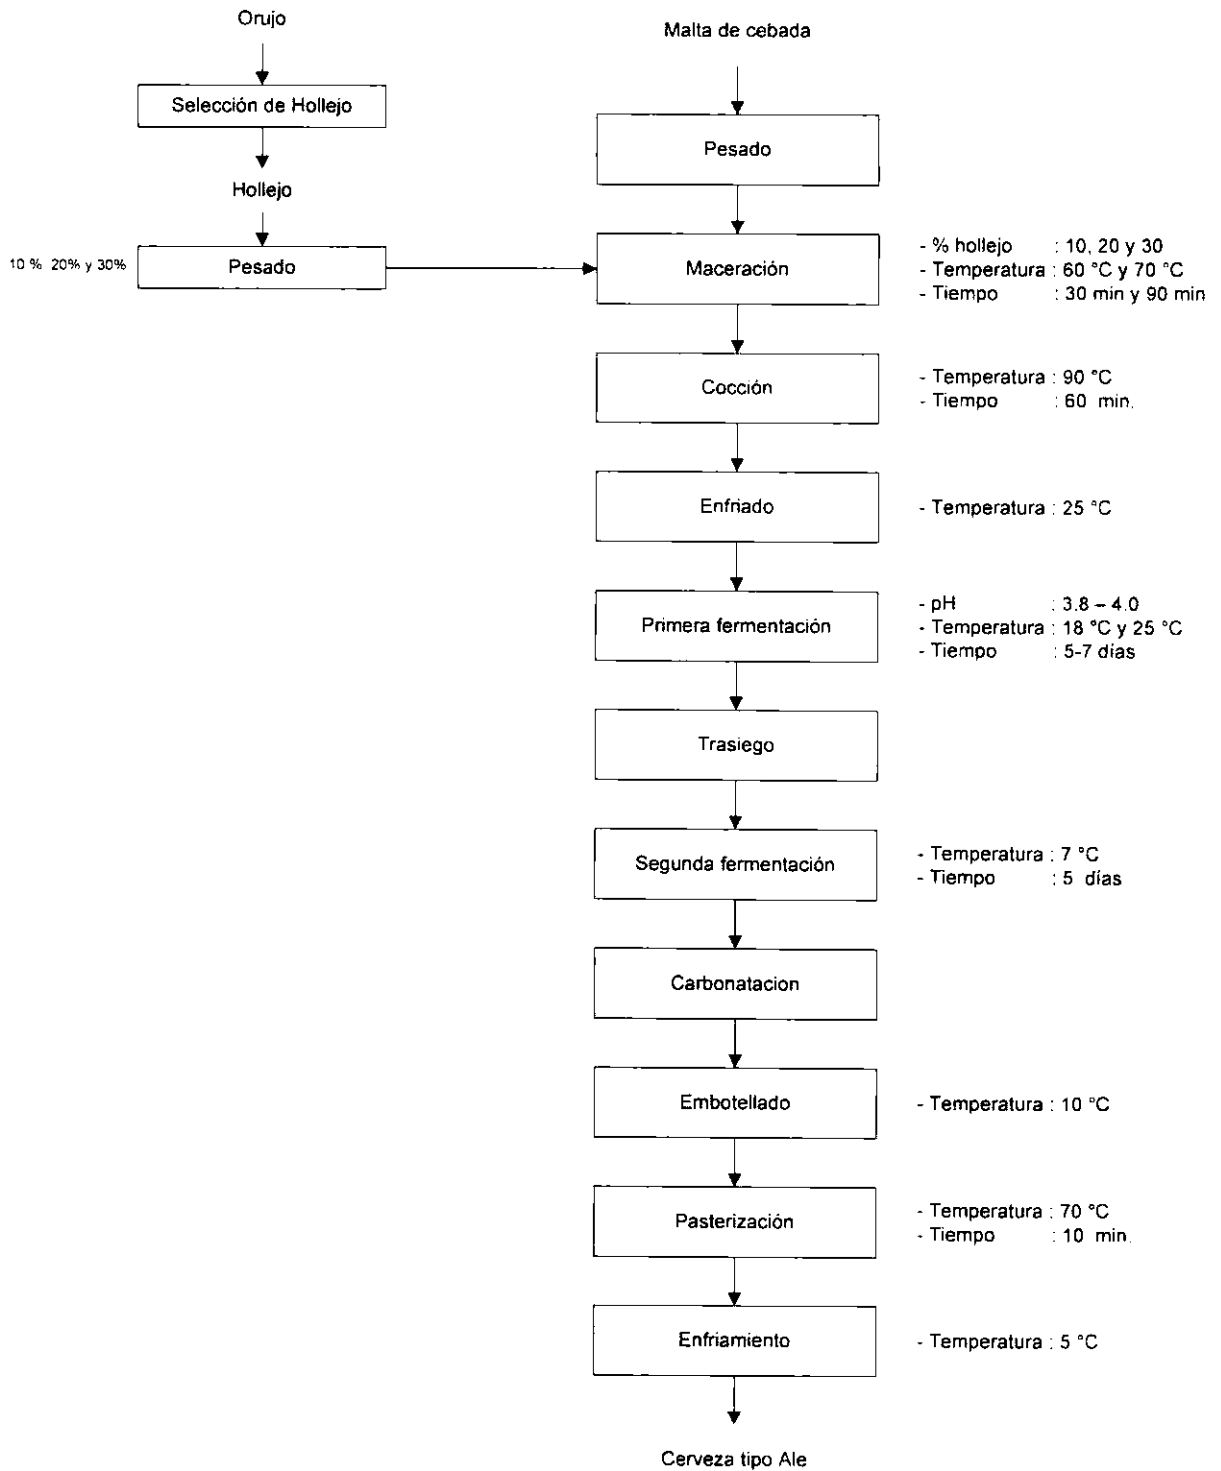 Orujo
Malta de cebada
Selección de Hollejo
Pesado
Hollejo
10 % 20% y 30%
Pesado
Maceración
- % hollejo : 10, 20 y 30
- Temperatura : 60 °C y 70 °C
- Tiempo : 30 min y 90 min
Cocción
- Temperatura : 90 °C
- Tiempo : 60 min.
Enfriado
- Temperatura : 25 °C
Primera fermentación
- pH : 3.8 – 4.0
- Temperatura : 18 °C y 25 °C
- Tiempo : 5-7 días
Trasiego
Segunda fermentación
- Temperatura : 7 °C
- Tiempo : 5 días
Carbonatacion
Embotellado
- Temperatura : 10 °C
Pasterización
- Temperatura : 70 °C
- Tiempo : 10 min.
Enfriamiento
- Temperatura : 5 °C
Cerveza tipo Ale